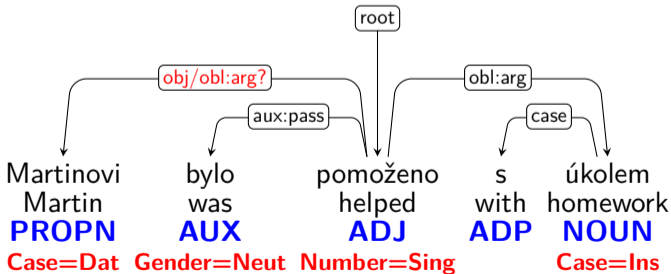 root
obj/obl:arg? obl:arg
aux:pass case
Martinovi bylo pomoženo s úkolem
Martin was helped with homework
PROPN AUX ADJ ADP NOUN
Case=Dat Gender=Neut Number=Sing Case=Ins